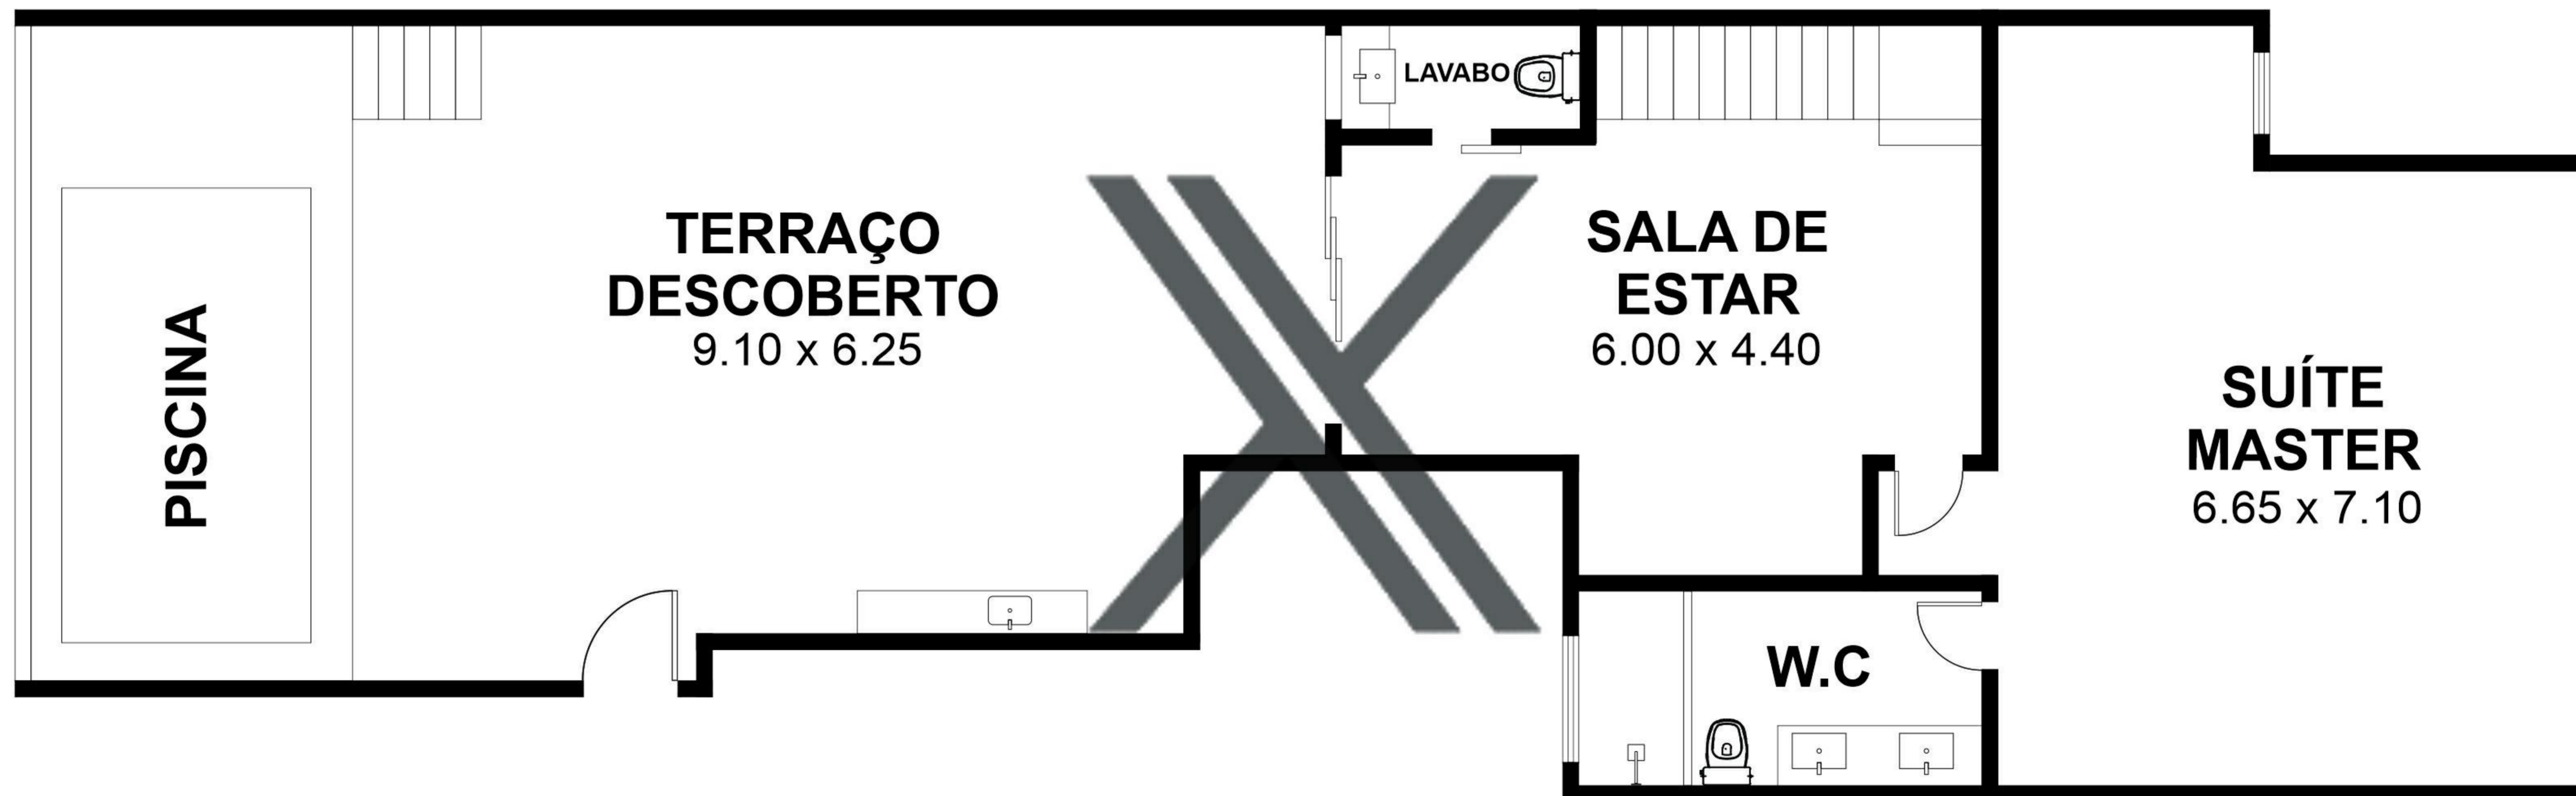 LAVABO
TERRAÇO
DESCOBERTO
9.10 x 6.25
SALA DE
ESTAR
6.00 x 4.40
PISCINA
SUÍTE
MASTER
6.65 x 7.10
W.C